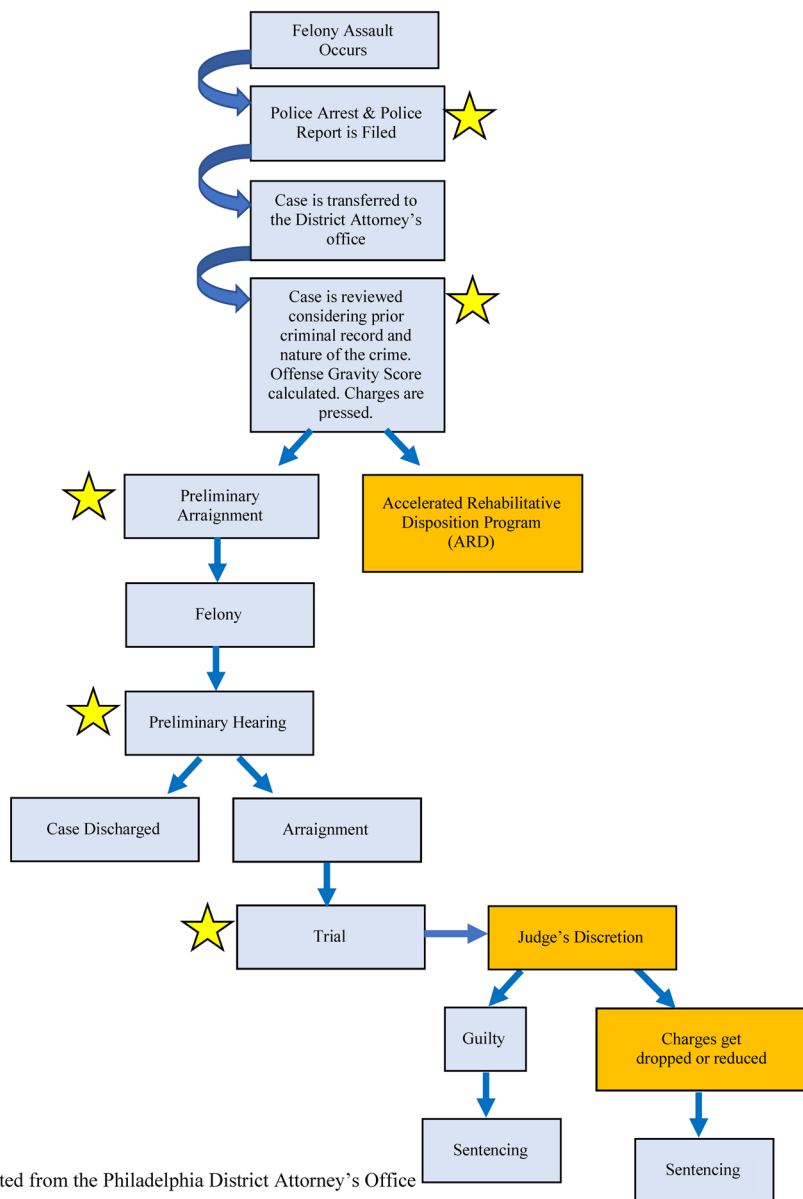 Felony Assault
Occurs
Police Arrest & Police
Report is Filed
Case is transferred to
the District Attorney’s
office
Case is reviewed
considering prior
criminal record and
nature of the crime.
Offense Gravity Score
calculated. Charges are
pressed.
Preliminary
Arraignment
Accelerated Rehabilitative
Disposition Program
(ARD)
Felony
Preliminary Hearing
Case Discharged
Arraignment
Trial
Judge’s Discretion
Guilty
Charges get
dropped or reduced
Sentencing
Sentencing
from the Philadelphia District Attorney’s Office